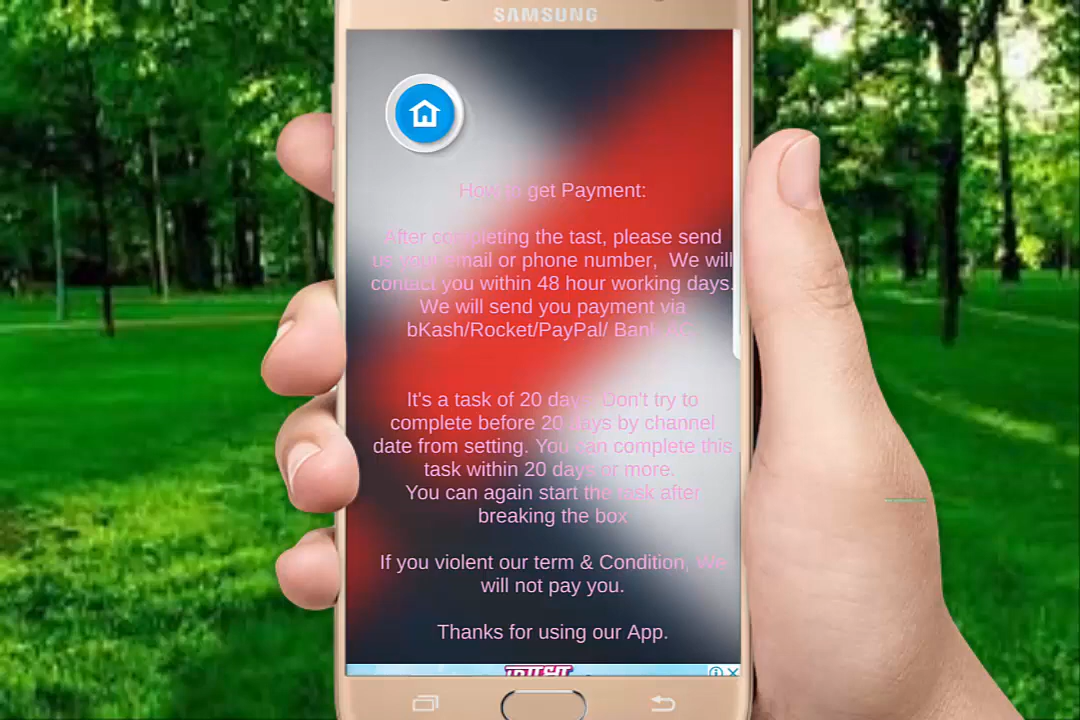 SAMSUNG
How to get Payment:
After completing the tast, please send
us your email or phone number, We will
contact you within 48 hour working days.
We will send you payment via
bKash/Rocket/PayPal/ Bank AC.
It's a task of 20 days. Don't try to
complete before 20 days by channel
date from setting. You can complete this
task within 20 days or more.
You can again start the task after
breaking the box
If you violent our term & Condition, We
will not pay you.
Thanks for using our App.